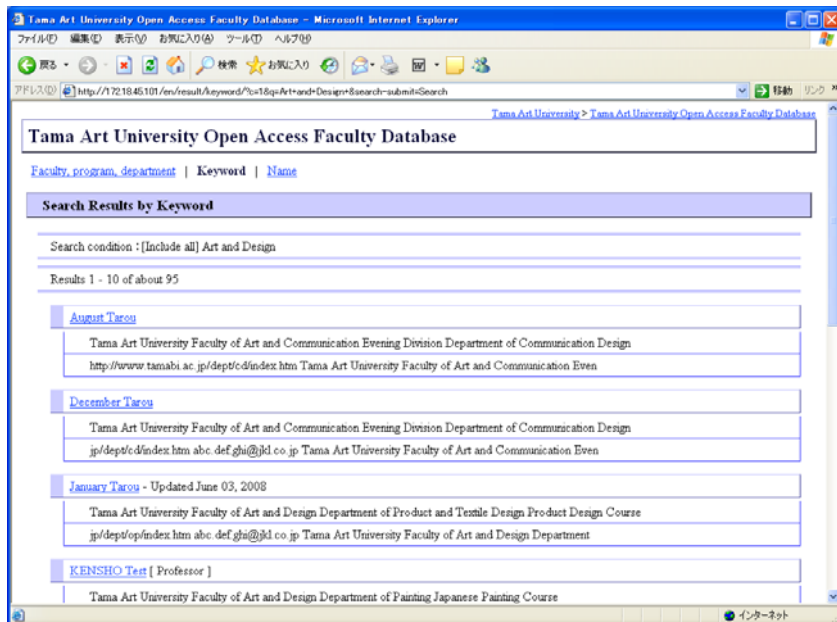 Tama Art University Open Access Faculty Database - Microsoft Internet Explorer
ファイル(F) 編集(E) 表示(V) お気に入り(A) ツール(T) ヘルプ(H)
戻る 検索 お気に入り
アドレス(D) http://172.18.45.101/en/result/keyword/?c=1&q=Art+and+Design+&search-submit=Search 移動 リンク »
Tama Art University > Tama Art University Open Access Faculty Database
Tama Art University Open Access Faculty Database
Faculty, program, department | Keyword | Name
Search Results by Keyword
Search condition : [Include all] Art and Design
Results 1 - 10 of about 95
August Tarou
Tama Art University Faculty of Art and Communication Evening Division Department of Communication Design
http://www.tamabi.ac.jp/dept/cd/index.htm Tama Art University Faculty of Art and Communication Even
December Tarou
Tama Art University Faculty of Art and Communication Evening Division Department of Communication Design
jp/dept/cd/index.htm abc.def.ghi@jkl.co.jp Tama Art University Faculty of Art and Communication Even
January Tarou - Updated June 03, 2008
Tama Art University Faculty of Art and Design Department of Product and Textile Design Product Design Course
jp/dept/op/index.htm abc.def.ghi@jkl.co.jp Tama Art University Faculty of Art and Design Department
KENSHO Test [ Professor ]
Tama Art University Faculty of Art and Design Department of Painting Japanese Painting Course
インターネット